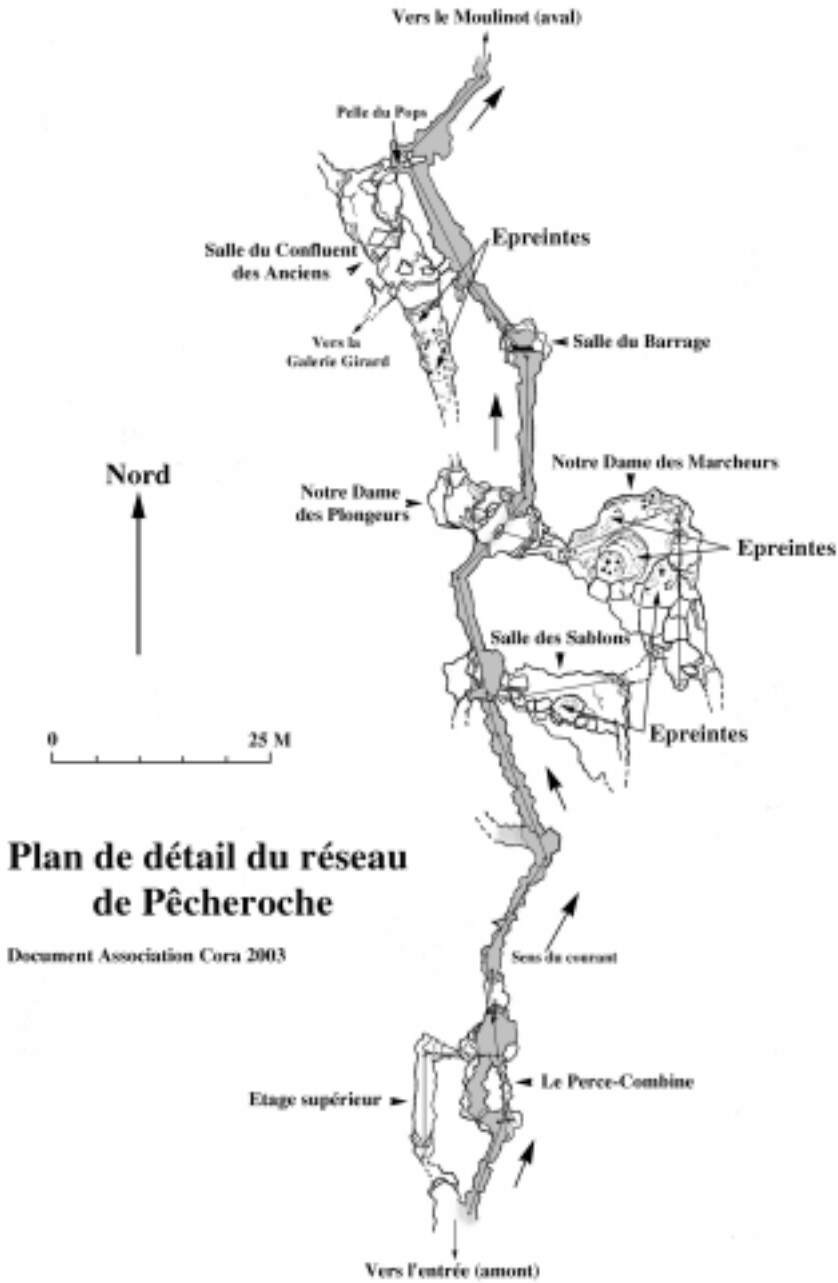 Vers le Moulinot (aval)
Pelle du Pops
Epreintes
Salle du Confluent
des Anciens
Vers la
Galerie Girard
Salle du Barrage
Nord
Notre Dame des Marcheurs
Notre Dame
des Plongeurs
Epreintes
Salle des Sablons
0 25 M
Epreintes
Plan de détail du réseau
de Pêcheroche
Document Association Cora 2003
Sens du courant
Le Perce-Combine
Etage supérieur
Vers l'entrée (amont)